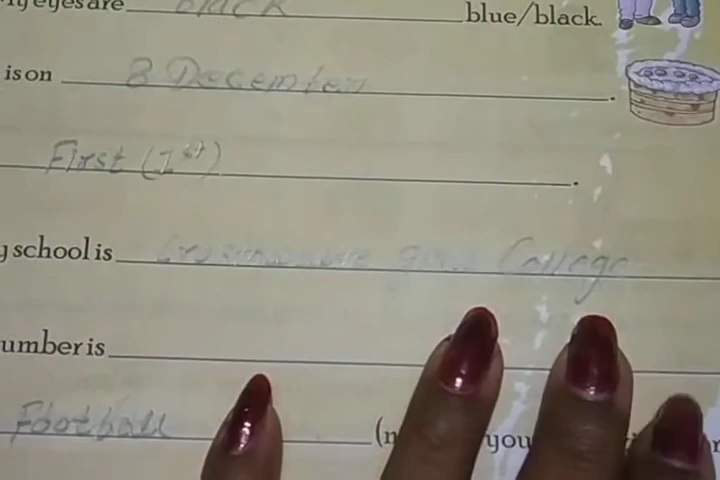 eyes are black blue/black.
is on 8 December .
First (1st) .
school is College
umber is
Football ( you